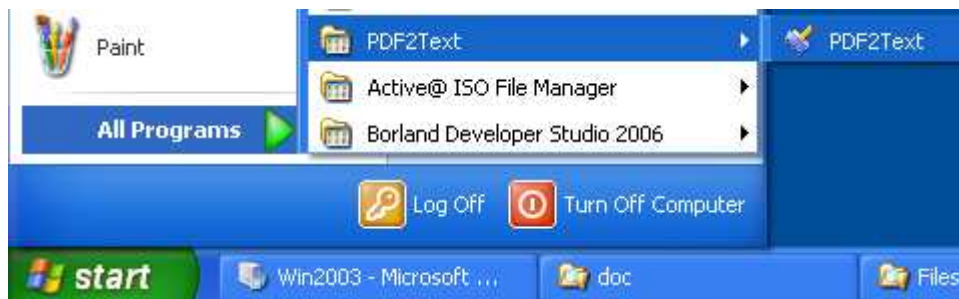 Paint
PDF2Text
PDF2Text
Active@ ISO File Manager
All Programs
Borland Developer Studio 2006
Log Off
Turn Off Computer
start
Win2003 - Microsoft ...
doc
Files